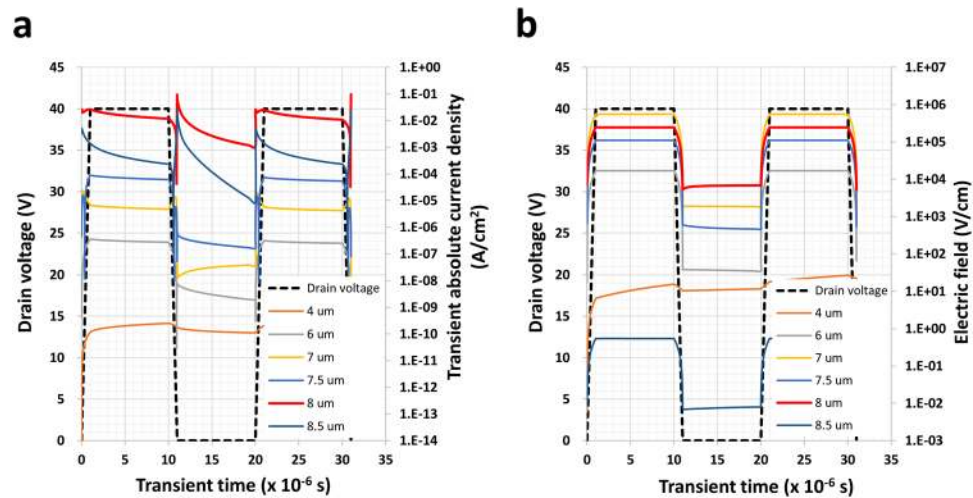 a
b
45
40
35
30
25
20
15
10
5
0
Drain voltage (V)
0 5 10 15 20 25 30 35
Transient time (x 10-6 s)
1.E+00
1.E-01
1.E-02
1.E-03
1.E-04
1.E-05
1.E-06
1.E-07
1.E-08
1.E-09
1.E-10
1.E-11
1.E-12
1.E-13
1.E-14
Transient absolute current density
(A/cm2)
Drain voltage
4 um
6 um
7 um
7.5 um
8 um
8.5 um
45
40
35
30
25
20
15
10
5
0
Drain voltage (V)
0 5 10 15 20 25 30 35
Transient time (x 10-6 s)
1.E+07
1.E+06
1.E+05
1.E+04
1.E+03
1.E+02
1.E+01
1.E+00
1.E-01
1.E-02
1.E-03
Electric field (V/cm)
Drain voltage
4 um
6 um
7 um
7.5 um
8 um
8.5 um